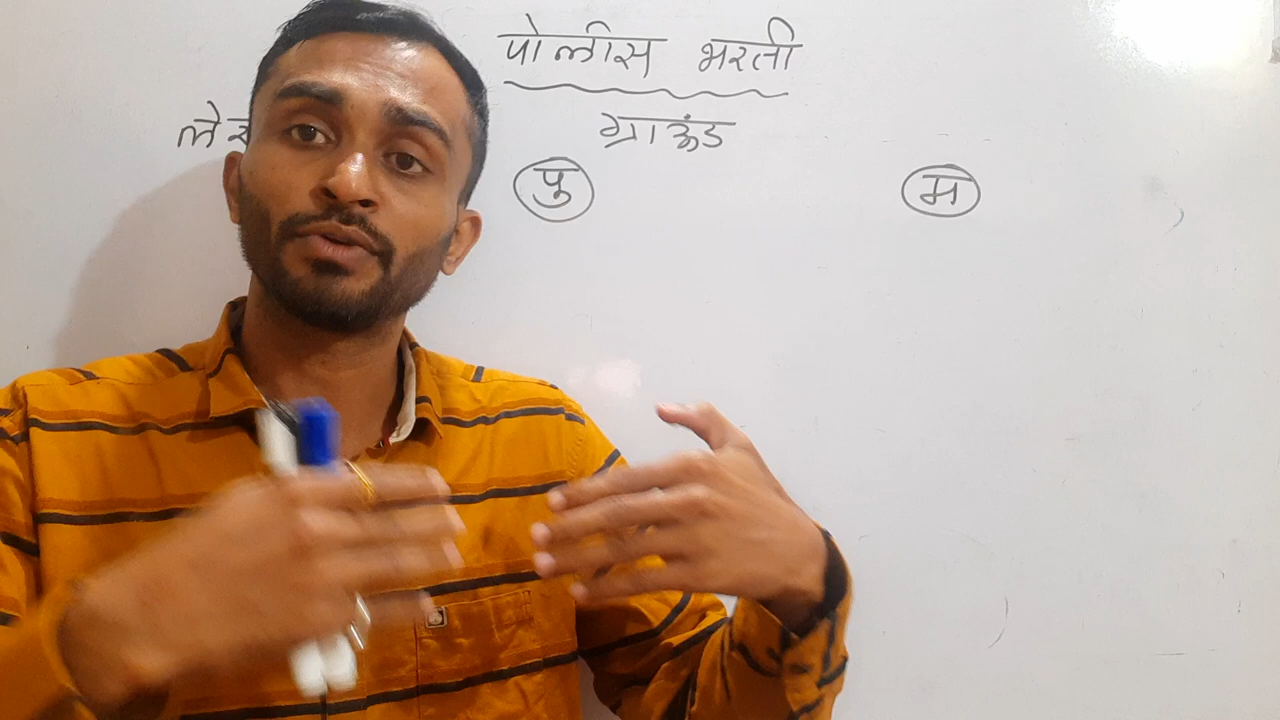 पोलीस भरती
ग्राऊंड
पु म